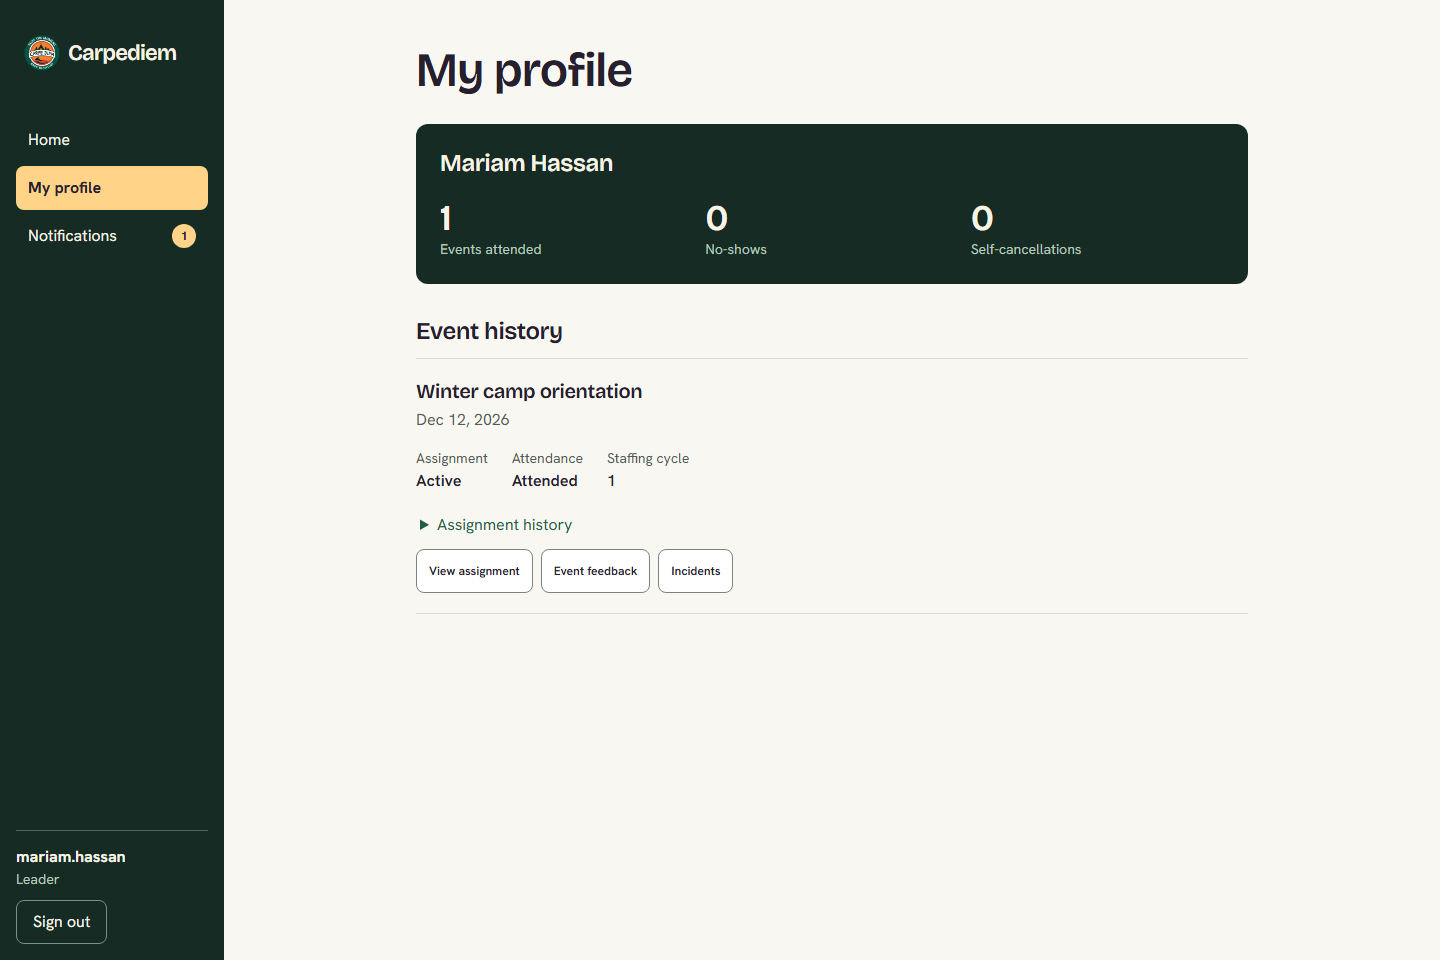 Carpediem
Home
My profile
Notifications 1
mariam.hassan
Leader
Sign out
My profile
Mariam Hassan
1 0 0
Events attended No-shows Self-cancellations
Event history
Winter camp orientation
Dec 12, 2026
Assignment Attendance Staffing cycle
Active Attended 1
Assignment history
View assignment Event feedback Incidents